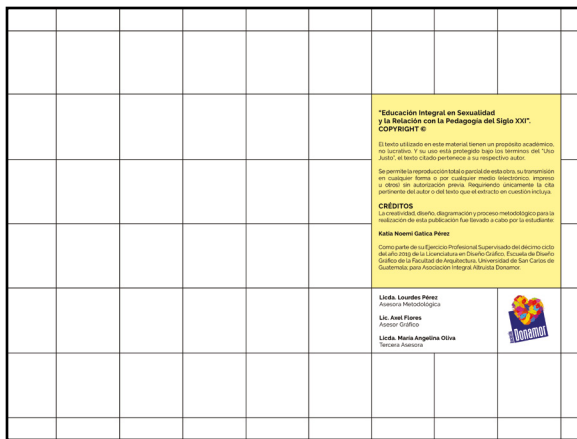 "Educación Integral en Sexualidad
y la Relación con la Pedagogía del Siglo XXI".
COPYRIGHT ©
El texto utilizado en este material tienen un propósito académico,
no lucrativo. Y su uso está protegido bajo los términos del "Uso
Justo", el texto citado pertenece a su respectivo autor.
Se permite la reproducción total o parcial de esta obra, su transmisión
en cualquier forma o por cualquier medio (electrónico, impreso
u otros) sin autorización previa. Requiriendo únicamente la cita
pertinente del autor o del texto que el extracto en cuestión incluya.
CRÉDITOS
La creatividad, diseño, diagramación y proceso metodológico para la
realización de esta publicación fue llevado a cabo por la estudiante:
Katia Noemi Gatica Pérez
Como parte de su Ejercicio Profesional Supervisado del décimo ciclo
del año 2019 de la Licenciatura en Diseño Gráfico, Escuela de Diseño
Gráfico de la Facultad de Arquitectura, Universidad de San Carlos de
Guatemala; para Asociación Integral Altruista Donamor.
Licda. Lourdes Pérez
Asesora Metodológica
Lic. Axel Flores
Asesor Gráfico
Licda. María Angelina Oliva
Tercera Asesora
Donamor